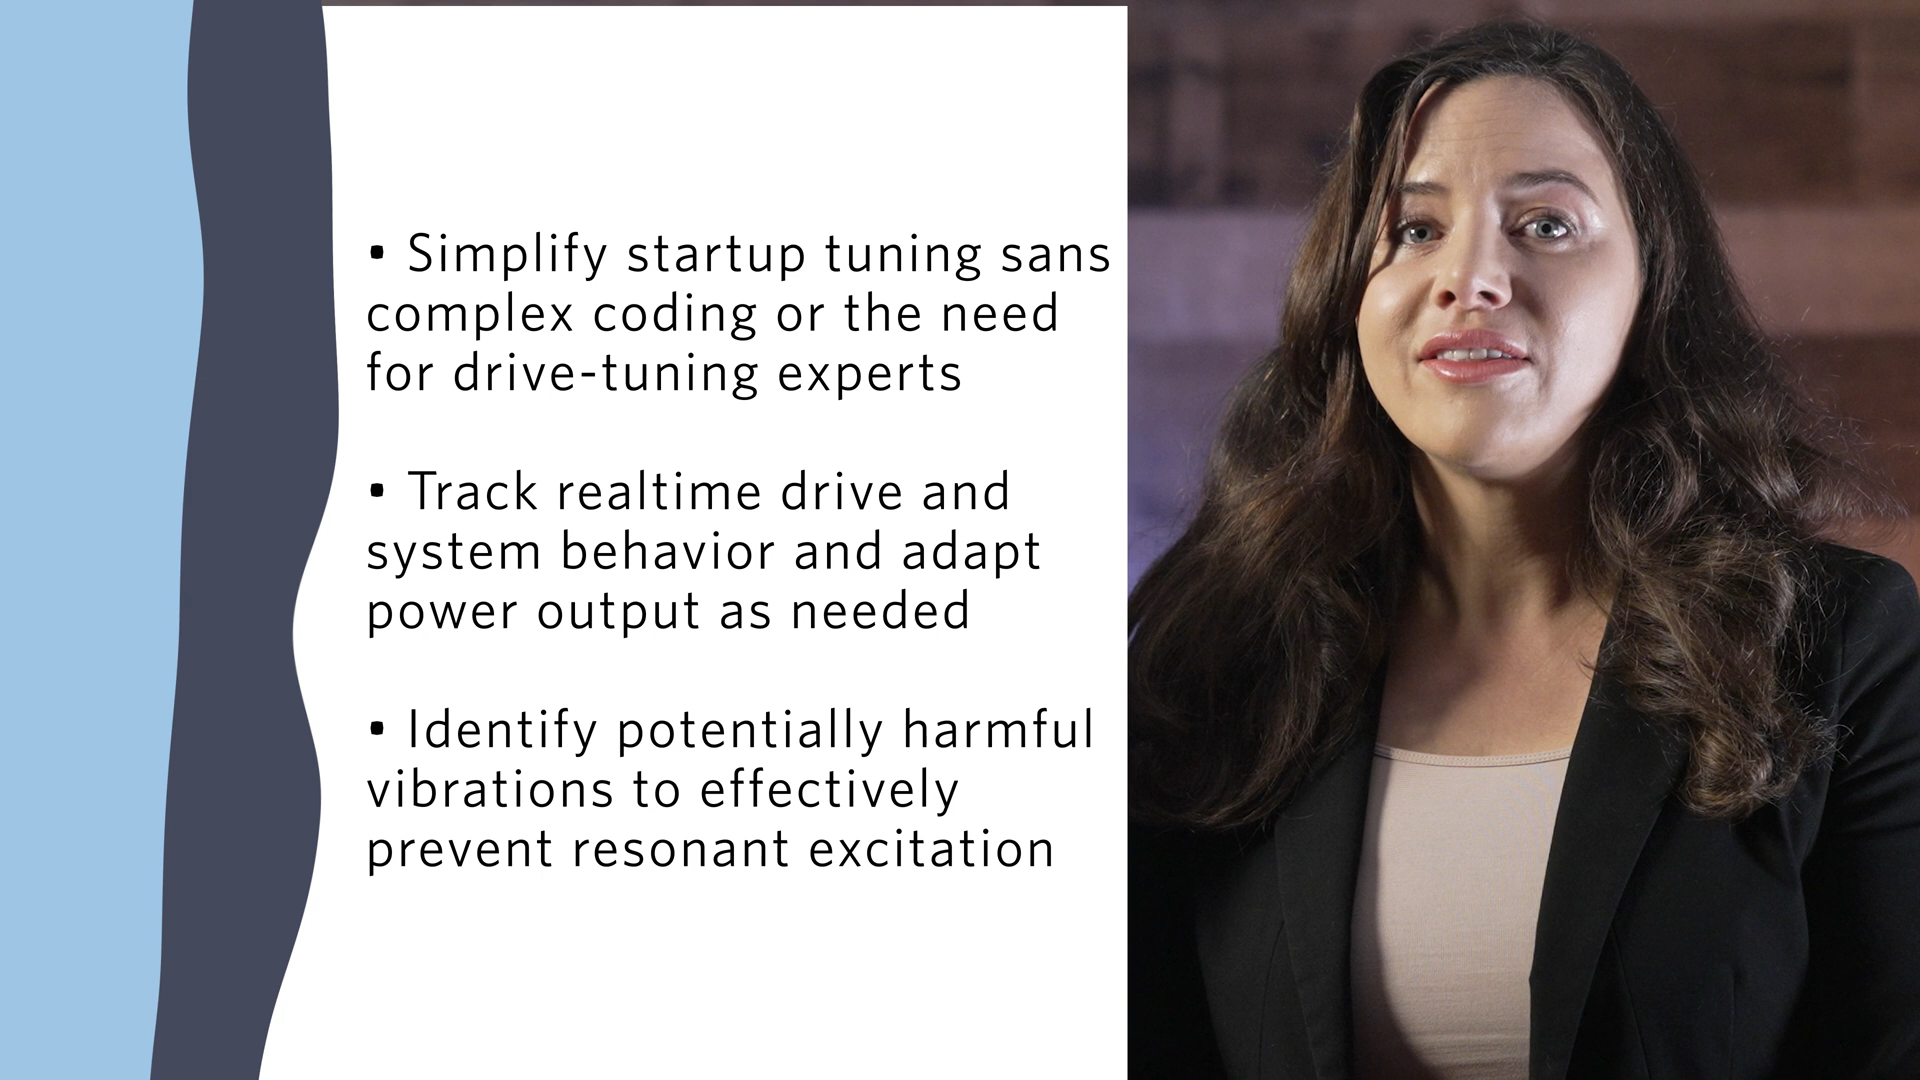 • Simplify startup tuning sans
complex coding or the need
for drive-tuning experts
• Track realtime drive and
system behavior and adapt
power output as needed
• Identify potentially harmful
vibrations to effectively
prevent resonant excitation